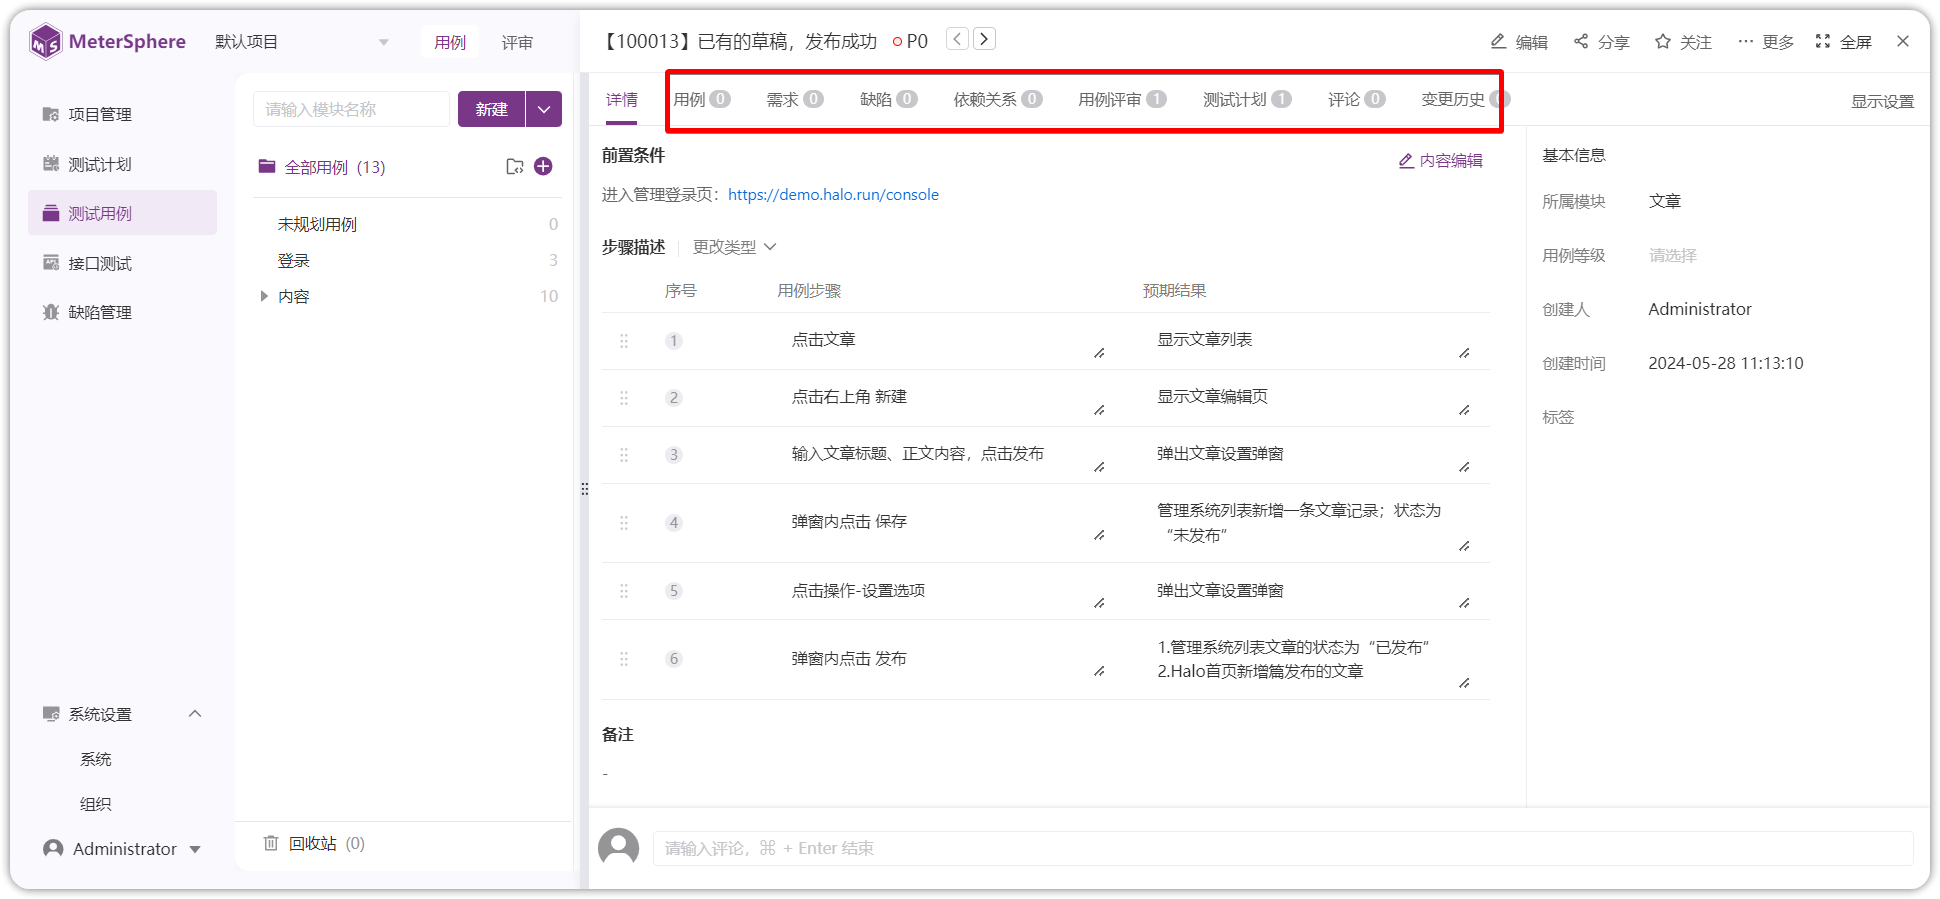 MeterSphere
默认项目
用例
评审
项目管理
测试计划
测试用例
接口测试
缺陷管理
系统设置
系统
组织
Administrator
请输入模块名称
新建
全部用例 (13)
未规划用例 0
登录 3
内容 10
回收站 (0)
【100013】已有的草稿，发布成功 P0
编辑
分享
关注
更多
全屏
详情
用例 0
需求 0
缺陷 0
依赖关系 0
用例评审 1
测试计划 1
评论 0
变更历史
显示设置
前置条件
内容编辑
进入管理登录页：https://demo.halo.run/console
步骤描述 更改类型
序号 用例步骤 预期结果
1 点击文章 显示文章列表
2 点击右上角 新建 显示文章编辑页
3 输入文章标题、正文内容，点击发布 弹出文章设置弹窗
4 弹窗内点击 保存 管理系统列表新增一条文章记录；状态为
“未发布”
5 点击操作-设置选项 弹出文章设置弹窗
6 弹窗内点击 发布 1.管理系统列表文章的状态为“已发布”
2.Halo首页新增篇发布的文章
备注
-
请输入评论，⌘ + Enter 结束
基本信息
所属模块 文章
用例等级 请选择
创建人 Administrator
创建时间 2024-05-28 11:13:10
标签